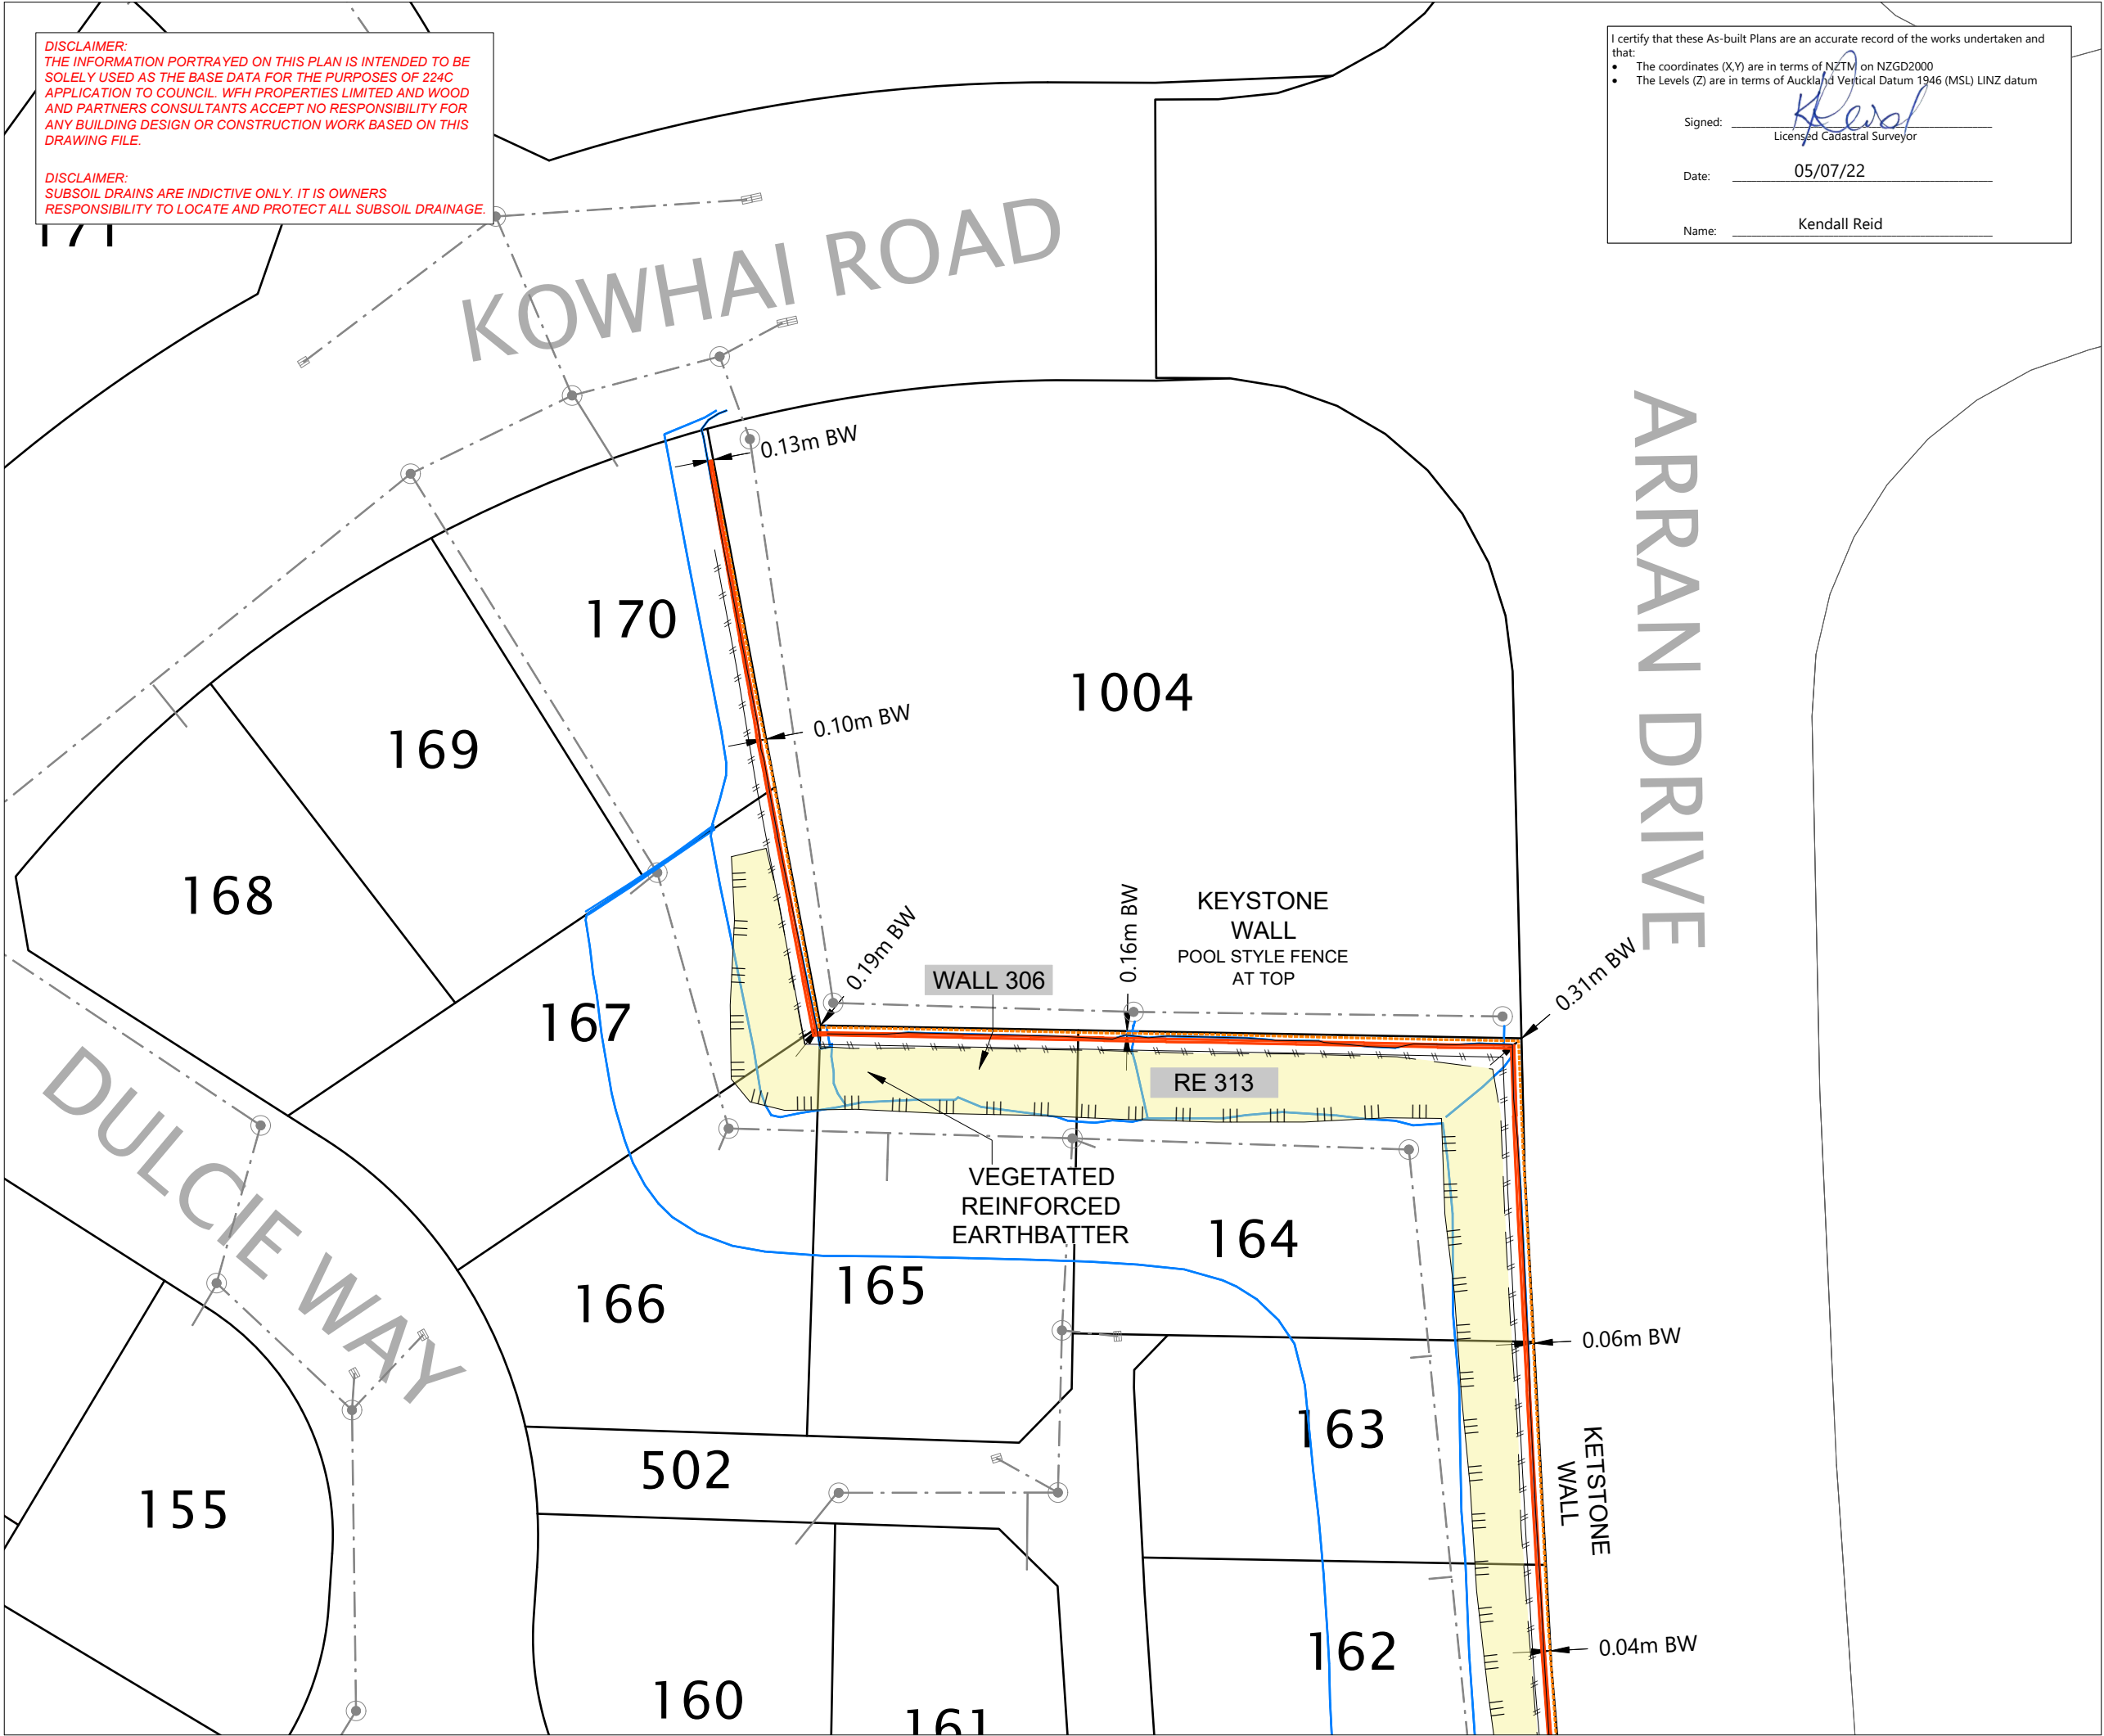 DISCLAIMER:
THE INFORMATION PORTRAYED ON THIS PLAN IS INTENDED TO BE
SOLELY USED AS THE BASE DATA FOR THE PURPOSES OF 224C
APPLICATION TO COUNCIL. WFH PROPERTIES LIMITED AND WOOD
AND PARTNERS CONSULTANTS ACCEPT NO RESPONSIBILITY FOR
ANY BUILDING DESIGN OR CONSTRUCTION WORK BASED ON THIS
DRAWING FILE.
DISCLAIMER:
SUBSOIL DRAINS ARE INDICTIVE ONLY. IT IS OWNERS
RESPONSIBILITY TO LOCATE AND PROTECT ALL SUBSOIL DRAINAGE.
I certify that these As-built Plans are an accurate record of the works undertaken and
that:
• The coordinates (X,Y) are in terms of NZTM on NZGD2000
• The Levels (Z) are in terms of Auckland Vertical Datum 1946 (MSL) LINZ datum
Signed: KReid
Licensed Cadastral Surveyor
Date: 05/07/22
Name: Kendall Reid
171
KOWHAI ROAD
ARRAN DRIVE
0.13m BW
170
1004
0.10m BW
169
168
0.19m BW
0.16m BW
KEYSTONE
WALL
POOL STYLE FENCE
AT TOP
0.31m BW
WALL 306
167
RE 313
DULCIE WAY
VEGETATED
REINFORCED
EARTHBATTER
164
165
166
0.06m BW
163
KETSTONE
WALL
502
155
162
0.04m BW
160
161